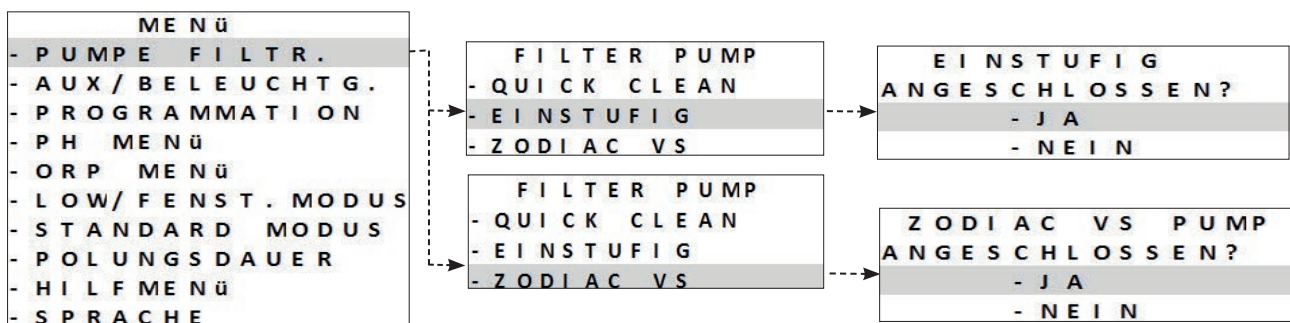 MENü
- PUMPE FILTR.
- AUX/BELEUCHTG.
- PROGRAMMATION
- PH MENü
- ORP MENü
- LOW/FENST.MODUS
- STANDARD MODUS
- POLUNGSDAUER
- HILFMENü
- SPRACHE
FILTER PUMP
- QUICK CLEAN
- EINSTUFIG
- ZODIAC VS
EINSTUFIG
ANGESCHLOSSEN?
- JA
- NEIN
FILTER PUMP
- QUICK CLEAN
- EINSTUFIG
- ZODIAC VS
ZODIAC VS PUMP
ANGESCHLOSSEN?
- JA
- NEIN